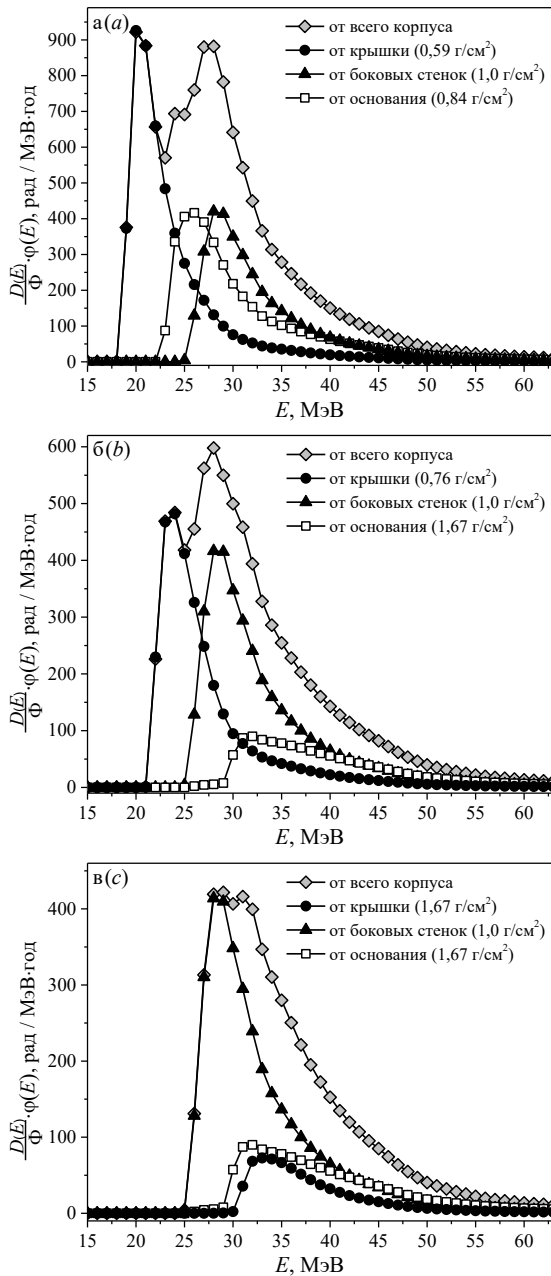 а(a)
от всего корпуса
от крышки (0,59 г/см²)
от боковых стенок (1,0 г/см²)
от основания (0,84 г/см²)
D(E)/Φ·φ(E), рад / МэВ·год
900
800
700
600
500
400
300
200
100
0
15 20 25 30 35 40 45 50 55 60
E, МэВ
б(b)
от всего корпуса
от крышки (0,76 г/см²)
от боковых стенок (1,0 г/см²)
от основания (1,67 г/см²)
D(E)/Φ·φ(E), рад / МэВ·год
600
500
400
300
200
100
0
15 20 25 30 35 40 45 50 55 60
E, МэВ
в(c)
от всего корпуса
от крышки (1,67 г/см²)
от боковых стенок (1,0 г/см²)
от основания (1,67 г/см²)
D(E)/Φ·φ(E), рад / МэВ·год
400
300
200
100
0
15 20 25 30 35 40 45 50 55 60
E, МэВ